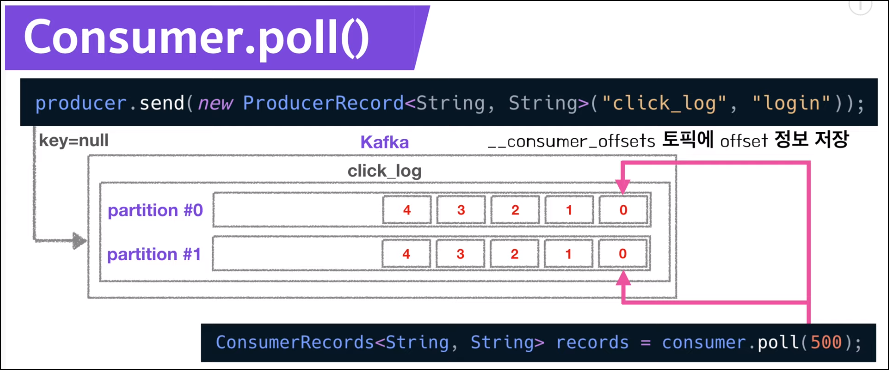 Consumer.poll()
producer.send(new ProducerRecord<String, String>("click_log", "login"));
key=null
Kafka
__consumer_offsets 토픽에 offset 정보 저장
click_log
partition #0 4 3 2 1 0
partition #1 4 3 2 1 0
ConsumerRecords<String, String> records = consumer.poll(500);